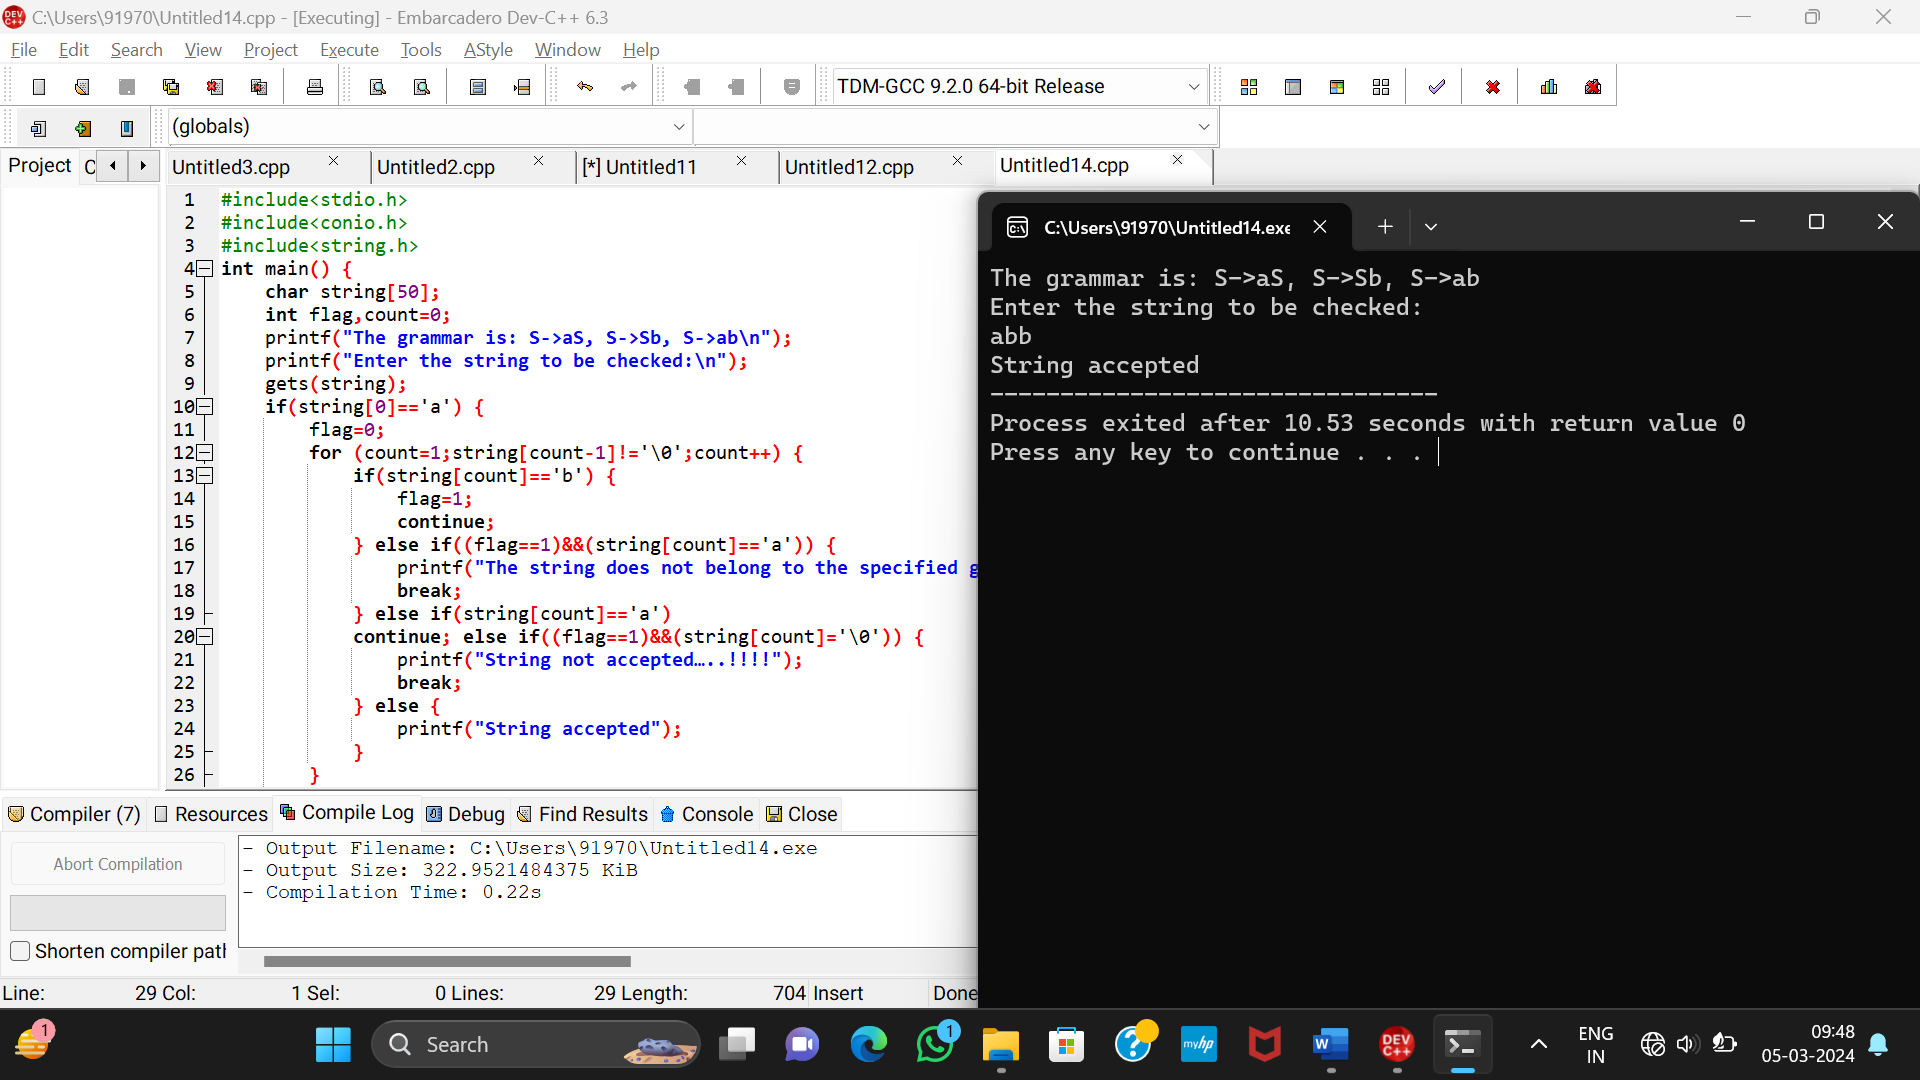 C:\Users\91970\Untitled14.cpp - [Executing] - Embarcadero Dev-C++ 6.3
File Edit Search View Project Execute Tools AStyle Window Help
TDM-GCC 9.2.0 64-bit Release
(globals)
Project C Untitled3.cpp Untitled2.cpp [*] Untitled11 Untitled12.cpp Untitled14.cpp
1 #include<stdio.h>
2 #include<conio.h>
3 #include<string.h>
4 int main() {
5 char string[50];
6 int flag,count=0;
7 printf("The grammar is: S->aS, S->Sb, S->ab\n");
8 printf("Enter the string to be checked:\n");
9 gets(string);
10 if(string[0]=='a') {
11 flag=0;
12 for (count=1;string[count-1]!='\0';count++) {
13 if(string[count]=='b') {
14 flag=1;
15 continue;
16 } else if((flag==1)&&(string[count]=='a')) {
17 printf("The string does not belong to the specified g
18 break;
19 } else if(string[count]=='a')
20 continue; else if((flag==1)&&(string[count]='\0')) {
21 printf("String not accepted…..!!!!");
22 break;
23 } else {
24 printf("String accepted");
25 }
26 }
C:\Users\91970\Untitled14.exe
The grammar is: S->aS, S->Sb, S->ab
Enter the string to be checked:
abb
String accepted
--------------------------------
Process exited after 10.53 seconds with return value 0
Press any key to continue . . .
Compiler (7) Resources Compile Log Debug Find Results Console Close
Abort Compilation
Shorten compiler path
- Output Filename: C:\Users\91970\Untitled14.exe
- Output Size: 322.9521484375 KiB
- Compilation Time: 0.22s
Line: 29 Col: 1 Sel: 0 Lines: 29 Length: 704 Insert Done
1
Search
1
myhp
W
DEV C++
ENG
IN
09:48
05-03-2024